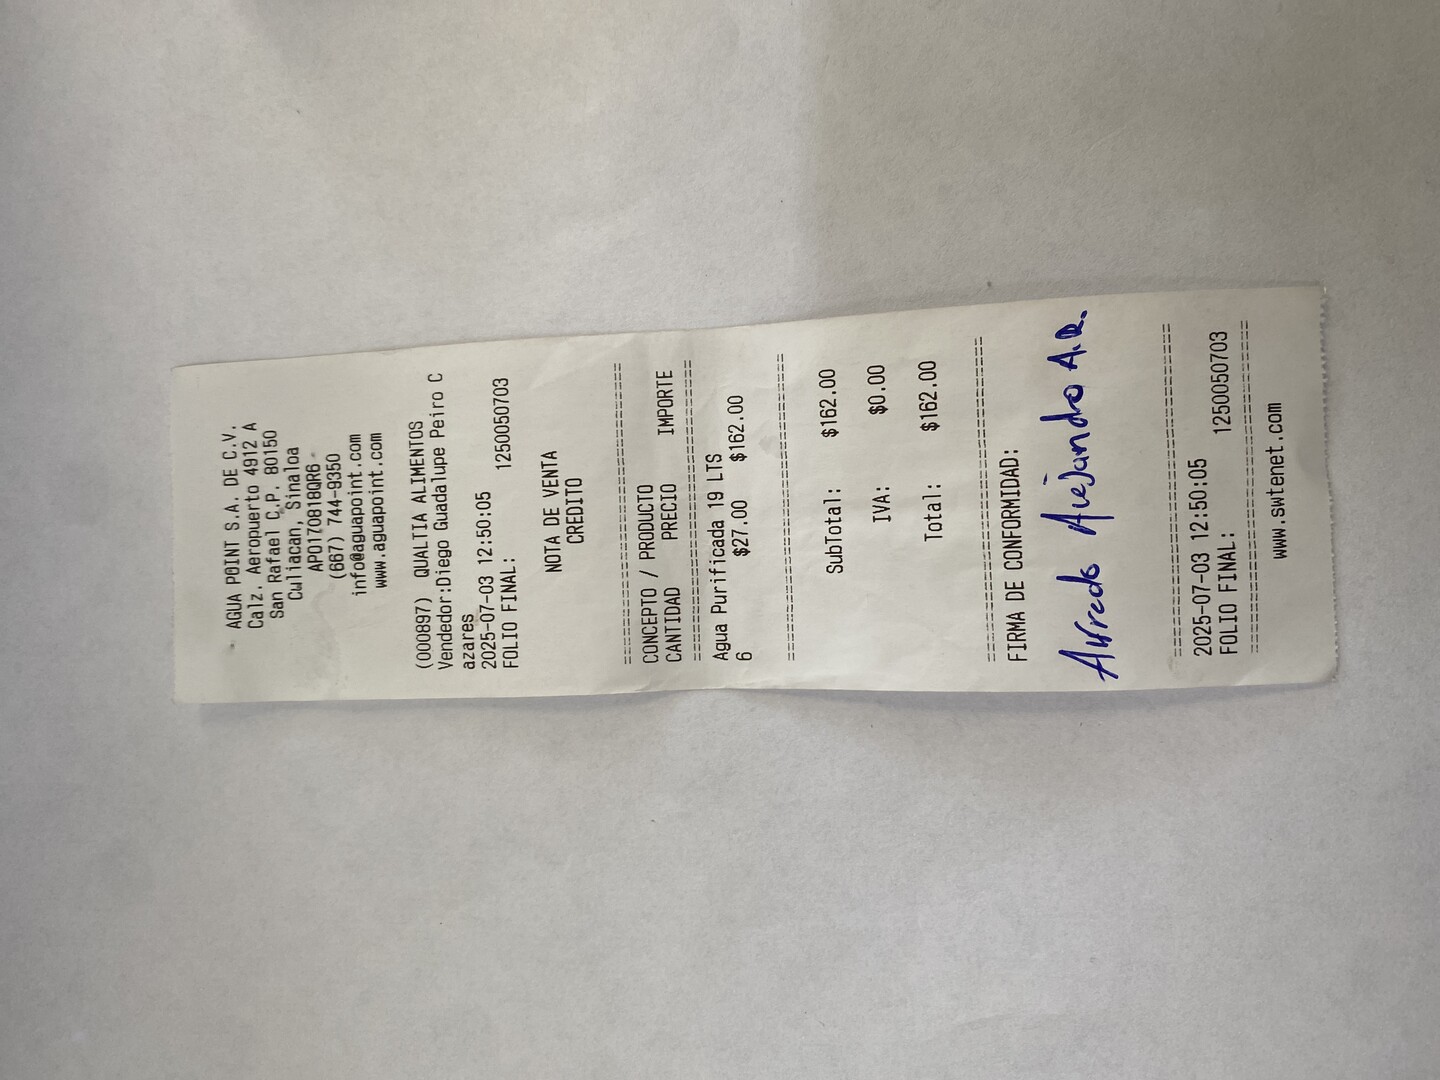 AGUA POINT S.A. DE C.V.
Calz. Aeropuerto 4912 A
San Rafael C.P. 80150
Culiacan, Sinaloa
APO170818QR6
(667) 744-9350
info@aguapoint.com
www.aguapoint.com
(000897) QUALTIA ALIMENTOS
Vendedor:Diego Guadalupe Peiro C
azares
2025-07-03 12:50:05
FOLIO FINAL: 1250050703
NOTA DE VENTA
CREDITO
================================
CONCEPTO / PRODUCTO
CANTIDAD PRECIO IMPORTE
================================
Agua Purificada 19 LTS
6 $27.00 $162.00
================================
SubTotal: $162.00
IVA: $0.00
Total: $162.00
================================
FIRMA DE CONFORMIDAD:
Alfredo Alejandro A.R.
================================
2025-07-03 12:50:05
FOLIO FINAL: 1250050703
================================
www.swtenet.com